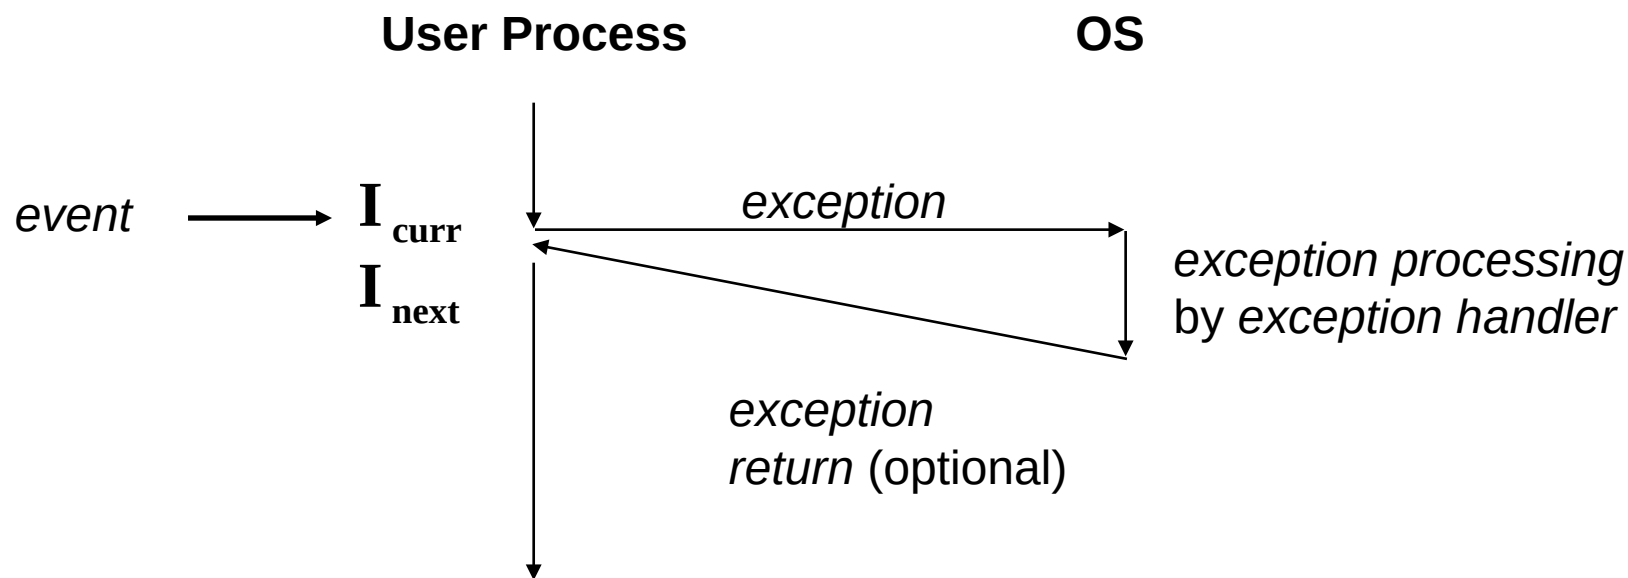 User Process
OS
event
I curr
exception
I next
exception processing
by exception handler
exception
return (optional)